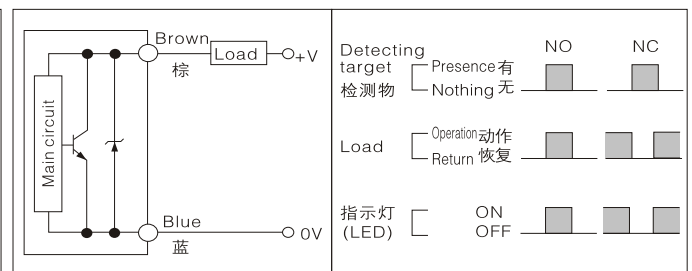 Main circuit
Brown
棕
Load
+V
Blue
蓝
0V
NO NC
Detecting target
检测物
Presence有
Nothing无
Load
Operation动作
Return恢复
指示灯
(LED)
ON
OFF